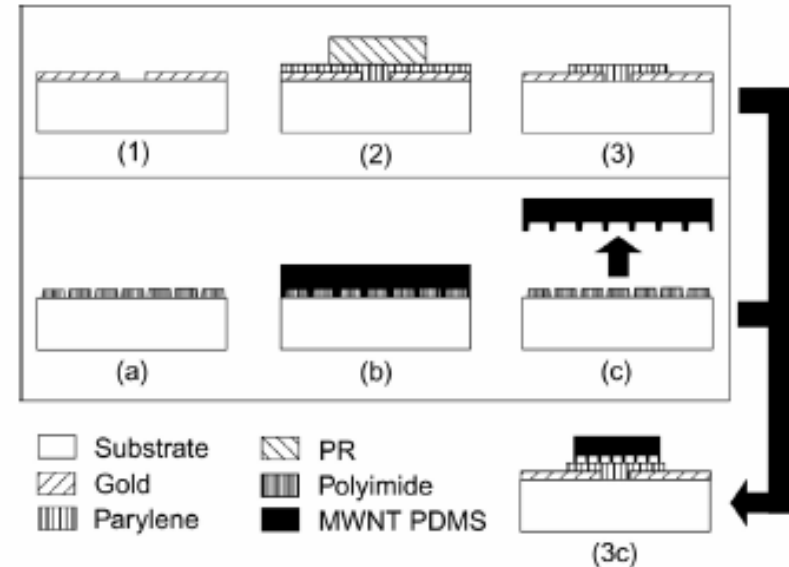 (1) (2) (3)
(a) (b) (c)
Substrate PR
Gold Polyimide
Parylene MWNT PDMS
(3c)